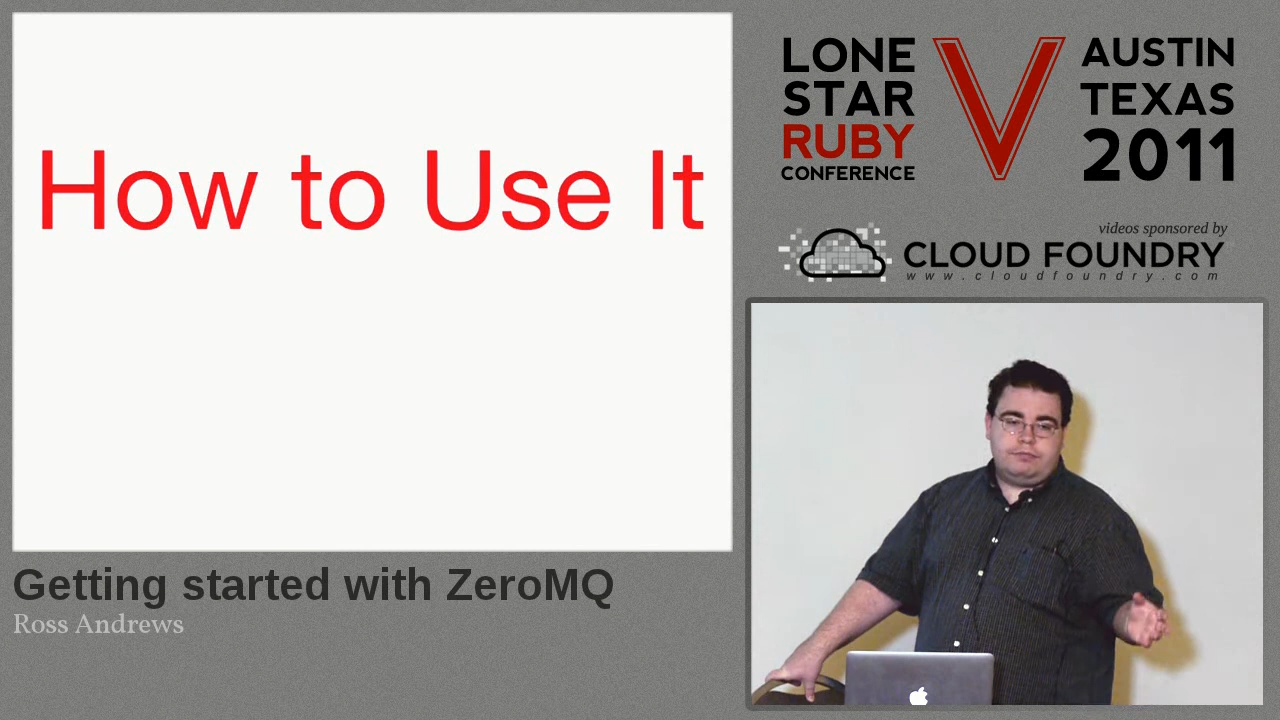 How to Use It
LONE
STAR
RUBY
CONFERENCE
V
AUSTIN
TEXAS
2011
videos sponsored by
CLOUD FOUNDRY
www.cloudfoundry.com
Getting started with ZeroMQ
Ross Andrews